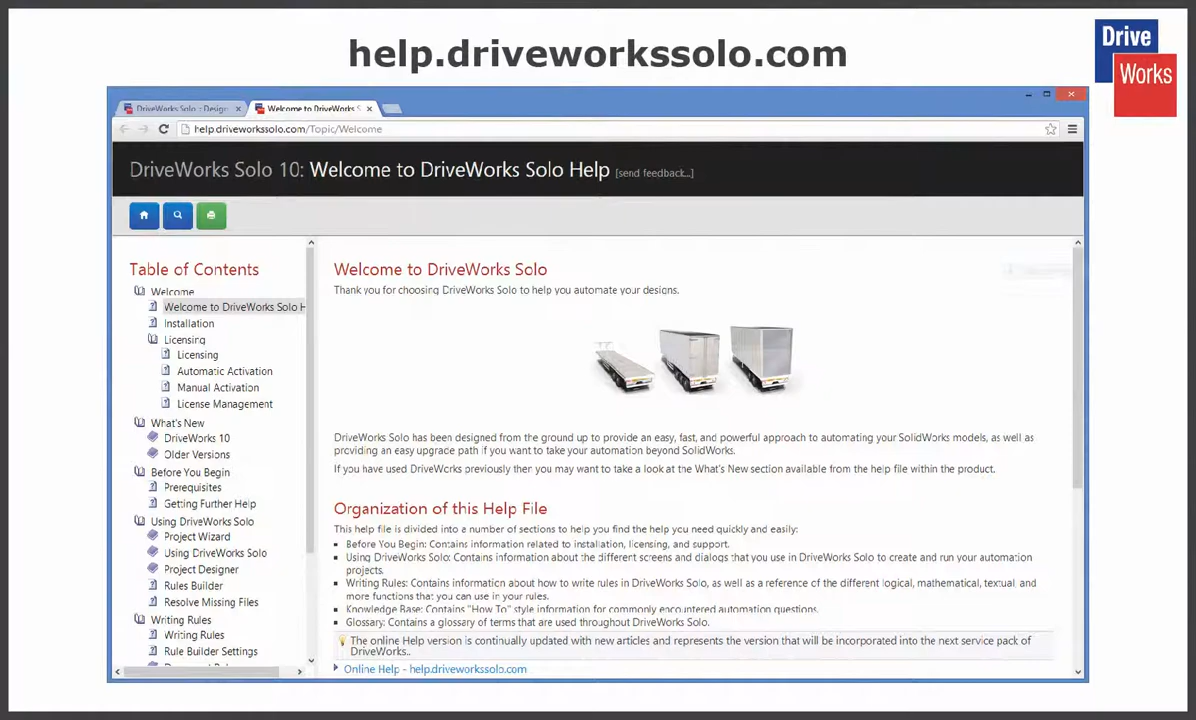 help.driveworkssolo.com
Drive
Works
DriveWorks Solo - Design
Welcome to DriveWorks S
help.driveworkssolo.com/Topic/Welcome
DriveWorks Solo 10: Welcome to DriveWorks Solo Help [send feedback...]
Table of Contents
Welcome
Welcome to DriveWorks Solo H
Installation
Licensing
Licensing
Automatic Activation
Manual Activation
License Management
What's New
DriveWorks 10
Older Versions
Before You Begin
Prerequisites
Getting Further Help
Using DriveWorks Solo
Project Wizard
Using DriveWorks Solo
Project Designer
Rules Builder
Resolve Missing Files
Writing Rules
Writing Rules
Rule Builder Settings
Welcome to DriveWorks Solo
Thank you for choosing DriveWorks Solo to help you automate your designs.
DriveWorks Solo has been designed from the ground up to provide an easy, fast, and powerful approach to automating your SolidWorks models, as well as
providing an easy upgrade path if you want to take your automation beyond SolidWorks.
If you have used DriveWorks previously then you may want to take a look at the What's New section available from the help file within the product.
Organization of this Help File
This help file is divided into a number of sections to help you find the help you need quickly and easily:
Before You Begin: Contains information related to installation, licensing, and support.
Using DriveWorks Solo: Contains information about the different screens and dialogs that you use in DriveWorks Solo to create and run your automation
projects.
Writing Rules: Contains information about how to write rules in DriveWorks Solo, as well as a reference of the different logical, mathematical, textual, and
more functions that you can use in your rules.
Knowledge Base: Contains "How To" style information for commonly encountered automation questions.
Glossary: Contains a glossary of terms that are used throughout DriveWorks Solo.
The online Help version is continually updated with new articles and represents the version that will be incorporated into the next service pack of
DriveWorks..
Online Help - help.driveworkssolo.com